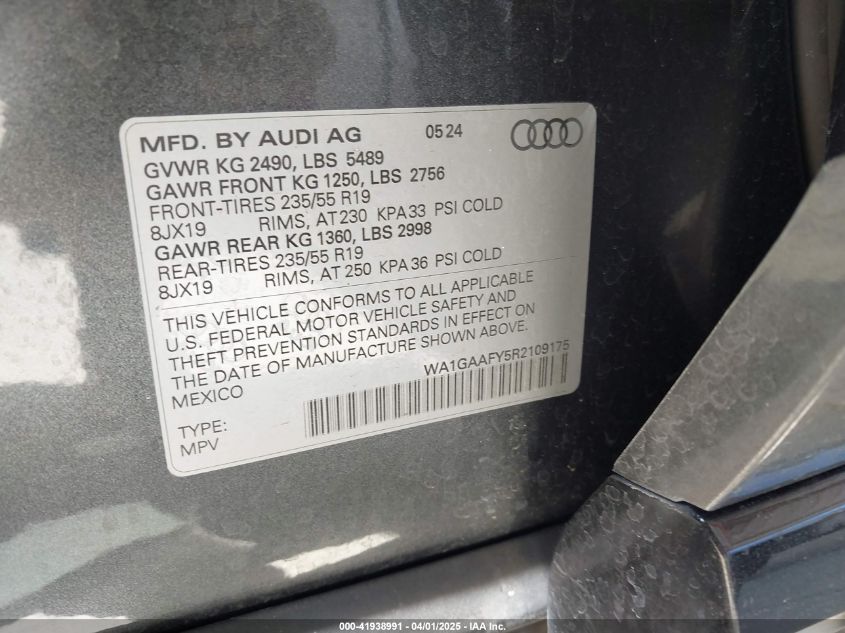 MFD. BY AUDI AG 05 24
GVWR KG 2490, LBS 5489
GAWR FRONT KG 1250, LBS 2756
FRONT-TIRES 235/55 R19
8JX19 RIMS, AT 230 KPA 33 PSI COLD
GAWR REAR KG 1360, LBS 2998
REAR-TIRES 235/55 R19
8JX19 RIMS, AT 250 KPA 36 PSI COLD
THIS VEHICLE CONFORMS TO ALL APPLICABLE
U.S. FEDERAL MOTOR VEHICLE SAFETY AND
THEFT PREVENTION STANDARDS IN EFFECT ON
THE DATE OF MANUFACTURE SHOWN ABOVE.
MEXICO WA1GAAFY5R2109175
TYPE:
MPV
000-41938991 - 04/01/2025 - IAAI - Copyright IAA, Inc.